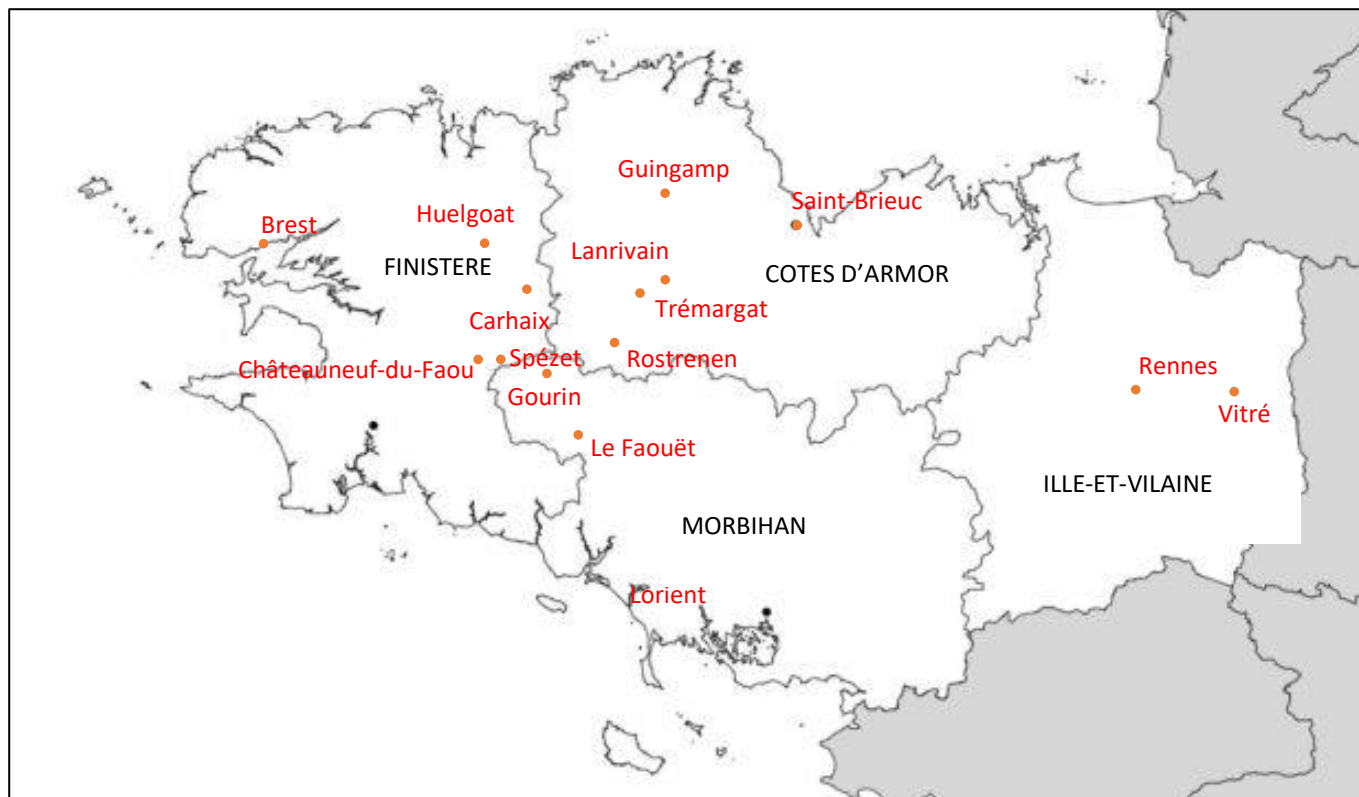 Guingamp
Saint-Brieuc
Huelgoat
Brest
Lanrivain
FINISTERE
COTES D’ARMOR
Trémargat
Carhaix
Rostrenen
Spézet
Châteauneuf-du-Faou
Rennes
Gourin
Vitré
Le Faouët
ILLE-ET-VILAINE
MORBIHAN
Lorient